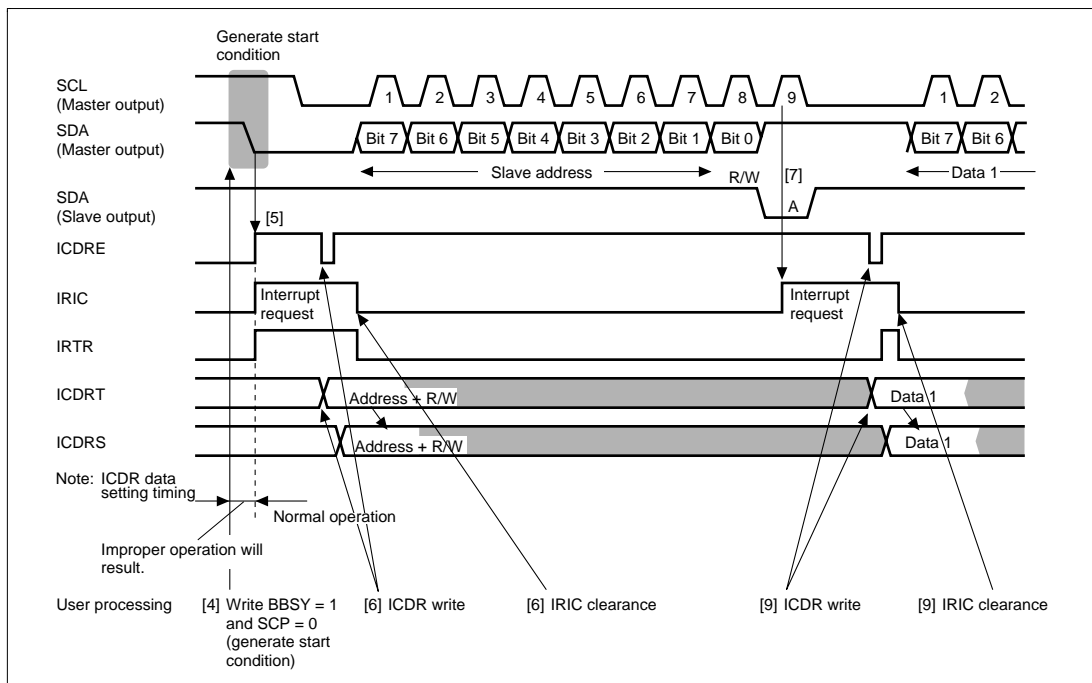 Generate start
condition
SCL
(Master output)
1 2 3 4 5 6 7 8 9 1 2
SDA
(Master output)
Bit 7 Bit 6 Bit 5 Bit 4 Bit 3 Bit 2 Bit 1 Bit 0 Bit 7 Bit 6
Slave address R/W [7] Data 1
SDA
(Slave output)
[5] A
ICDRE
IRIC
Interrupt
request
Interrupt
request
IRTR
ICDRT
Address + R/W Data 1
ICDRS
Address + R/W Data 1
Note: ICDR data
setting timing
Normal operation
Improper operation will
result.
User processing [4] Write BBSY = 1
and SCP = 0
(generate start
condition)
[6] ICDR write [6] IRIC clearance [9] ICDR write [9] IRIC clearance